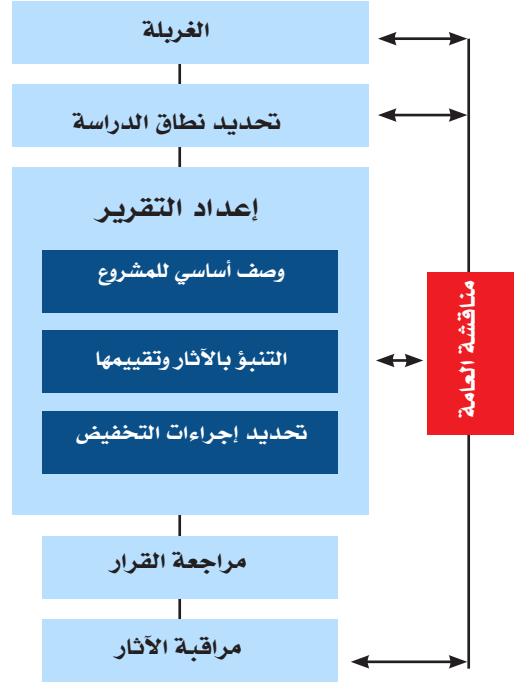 الغربلة
تحديد نطاق الدراسة
إعداد التقرير
وصف أساسي للمشروع
التنبؤ بالآثار وتقييمها
تحديد إجراءات التخفيض
مراجعة القرار
مراقبة الآثار
مناقشة العامة